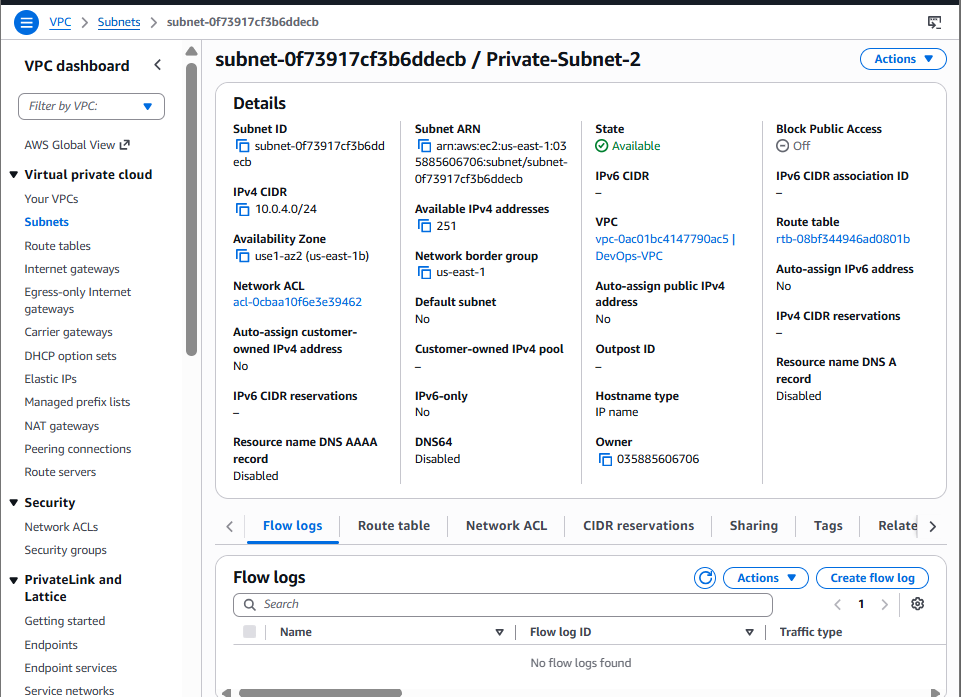 VPC
Subnets
subnet-0f73917cf3b6ddecb
VPC dashboard
Filter by VPC:
AWS Global View
Virtual private cloud
Your VPCs
Subnets
Route tables
Internet gateways
Egress-only Internet
gateways
Carrier gateways
DHCP option sets
Elastic IPs
Managed prefix lists
NAT gateways
Peering connections
Route servers
Security
Network ACLs
Security groups
PrivateLink and
Lattice
Getting started
Endpoints
Endpoint services
Service networks
subnet-0f73917cf3b6ddecb / Private-Subnet-2
Actions
Details
Subnet ID
subnet-0f73917cf3b6dd
ecb
IPv4 CIDR
10.0.4.0/24
Availability Zone
use1-az2 (us-east-1b)
Network ACL
acl-0cbaa10f6e3e39462
Auto-assign customer-
owned IPv4 address
No
IPv6 CIDR reservations
–
Resource name DNS AAAA
record
Disabled
Subnet ARN
arn:aws:ec2:us-east-1:03
5885606706:subnet/subnet-
0f73917cf3b6ddecb
Available IPv4 addresses
251
Network border group
us-east-1
Default subnet
No
Customer-owned IPv4 pool
–
IPv6-only
No
DNS64
Disabled
State
Available
IPv6 CIDR
–
VPC
vpc-0ac01bc4147790ac5 |
DevOps-VPC
Auto-assign public IPv4
address
No
Outpost ID
–
Hostname type
IP name
Owner
035885606706
Block Public Access
Off
IPv6 CIDR association ID
–
Route table
rtb-08bf344946ad0801b
Auto-assign IPv6 address
No
IPv4 CIDR reservations
–
Resource name DNS A
record
Disabled
Flow logs
Route table
Network ACL
CIDR reservations
Sharing
Tags
Relate
Flow logs
Actions
Create flow log
Search
1
Name
Flow log ID
Traffic type
No flow logs found